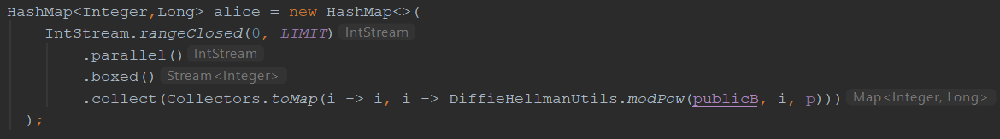 HashMap<Integer,Long> alice = new HashMap<>(
IntStream.rangeClosed(0, LIMIT) IntStream
.parallel() IntStream
.boxed() Stream<Integer>
.collect(Collectors.toMap(i -> i, i -> DiffieHellmanUtils.modPow(publicB, i, p))) Map<Integer, Long>
);